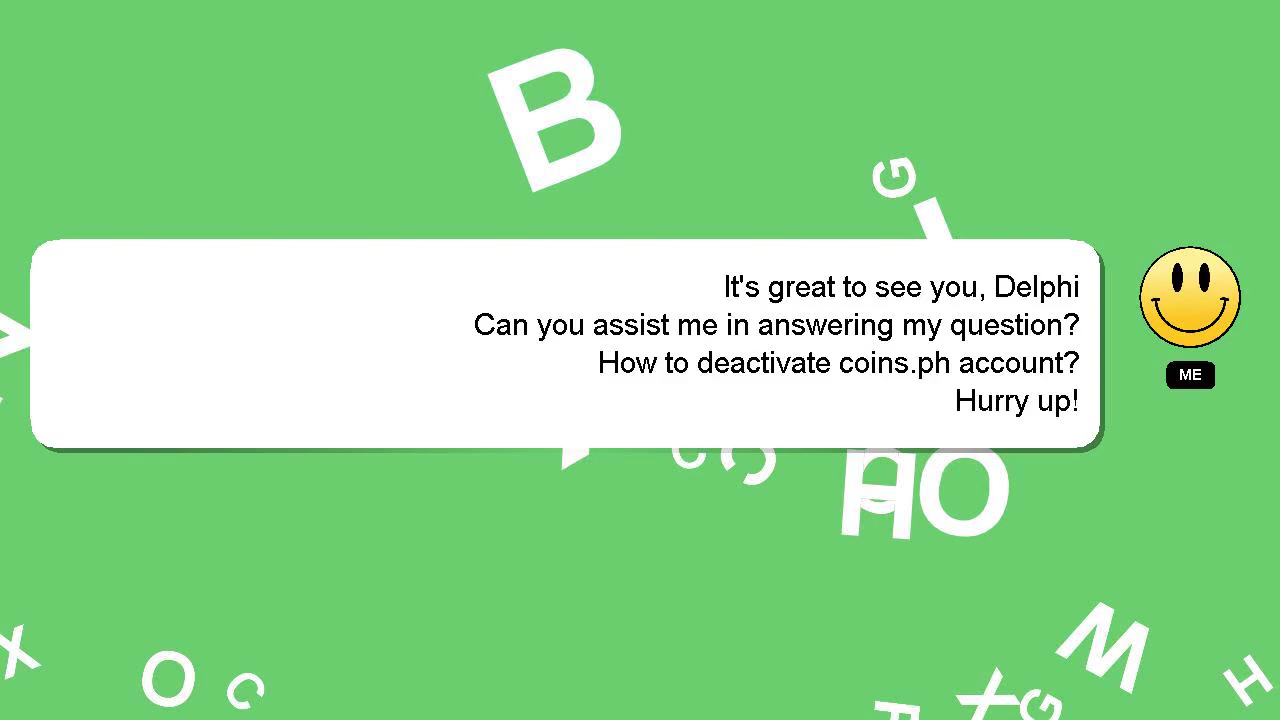 B
G
It's great to see you, Delphi
Can you assist me in answering my question?
How to deactivate coins.ph account?
Hurry up!
ME
C
C
H
O
M
X
O
C
H
X
G